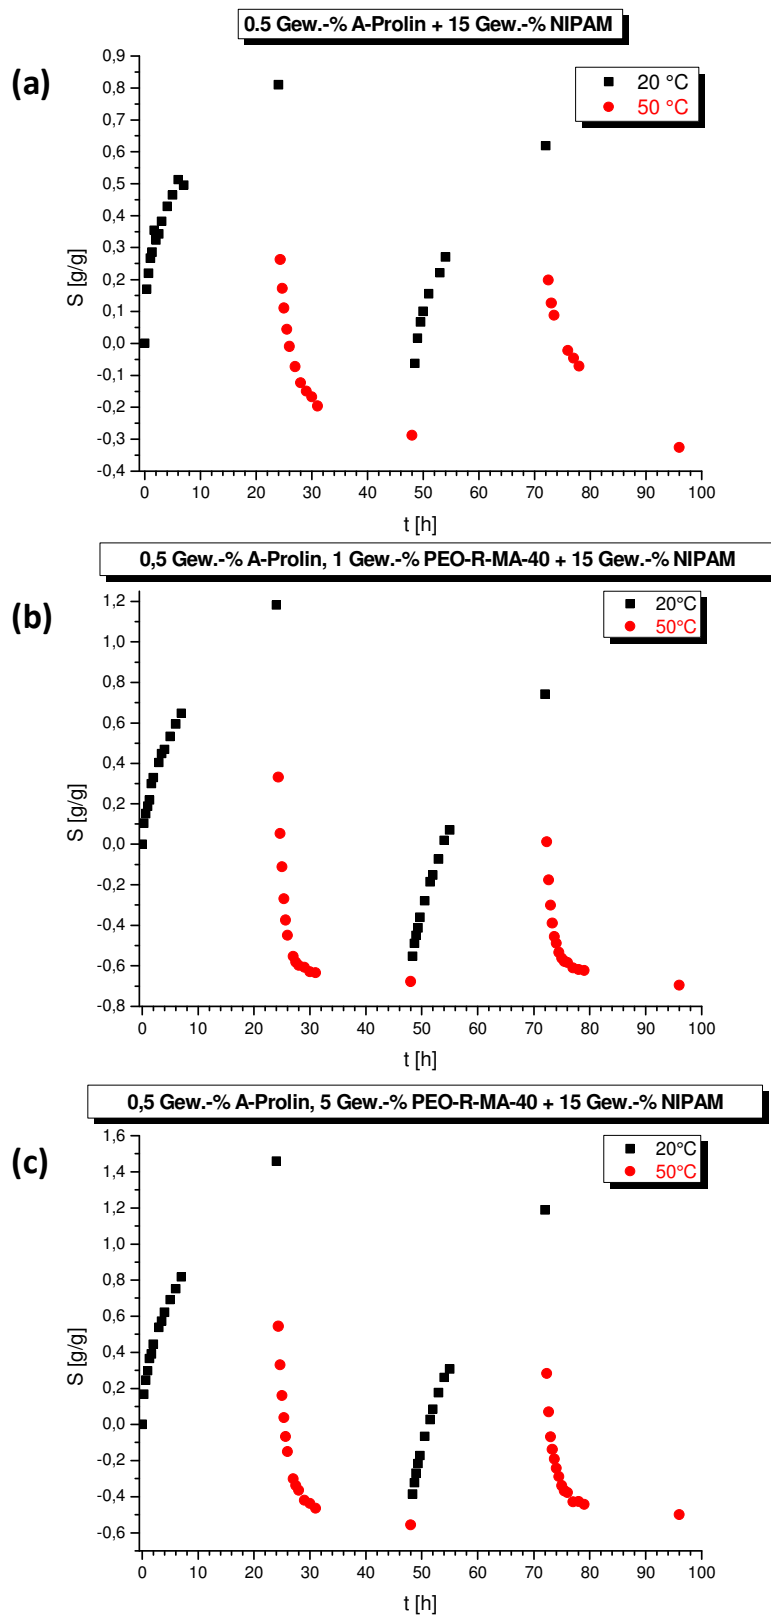 0.5 Gew.-% A-Prolin + 15 Gew.-% NIPAM
(a)
20 °C
50 °C
0,9
0,8
0,7
0,6
0,5
0,4
0,3
0,2
0,1
0,0
-0,1
-0,2
-0,3
-0,4
S [g/g]
0 10 20 30 40 50 60 70 80 90 100
t [h]
0,5 Gew.-% A-Prolin, 1 Gew.-% PEO-R-MA-40 + 15 Gew.-% NIPAM
(b)
20°C
50°C
1,2
1,0
0,8
0,6
0,4
0,2
0,0
-0,2
-0,4
-0,6
-0,8
S [g/g]
0 10 20 30 40 50 60 70 80 90 100
t [h]
0,5 Gew.-% A-Prolin, 5 Gew.-% PEO-R-MA-40 + 15 Gew.-% NIPAM
(c)
20°C
50°C
1,6
1,4
1,2
1,0
0,8
0,6
0,4
0,2
0,0
-0,2
-0,4
-0,6
S [g/g]
0 10 20 30 40 50 60 70 80 90 100
t [h]